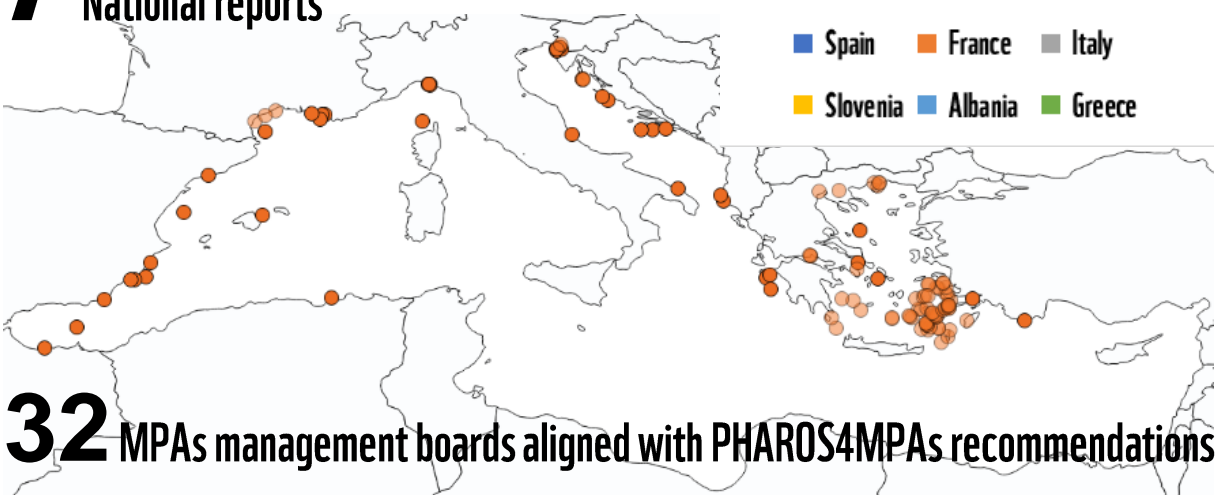 National reports
Spain France Italy
Slovenia Albania Greece
32 MPAs management boards aligned with PHAROS4MPAs recommendations